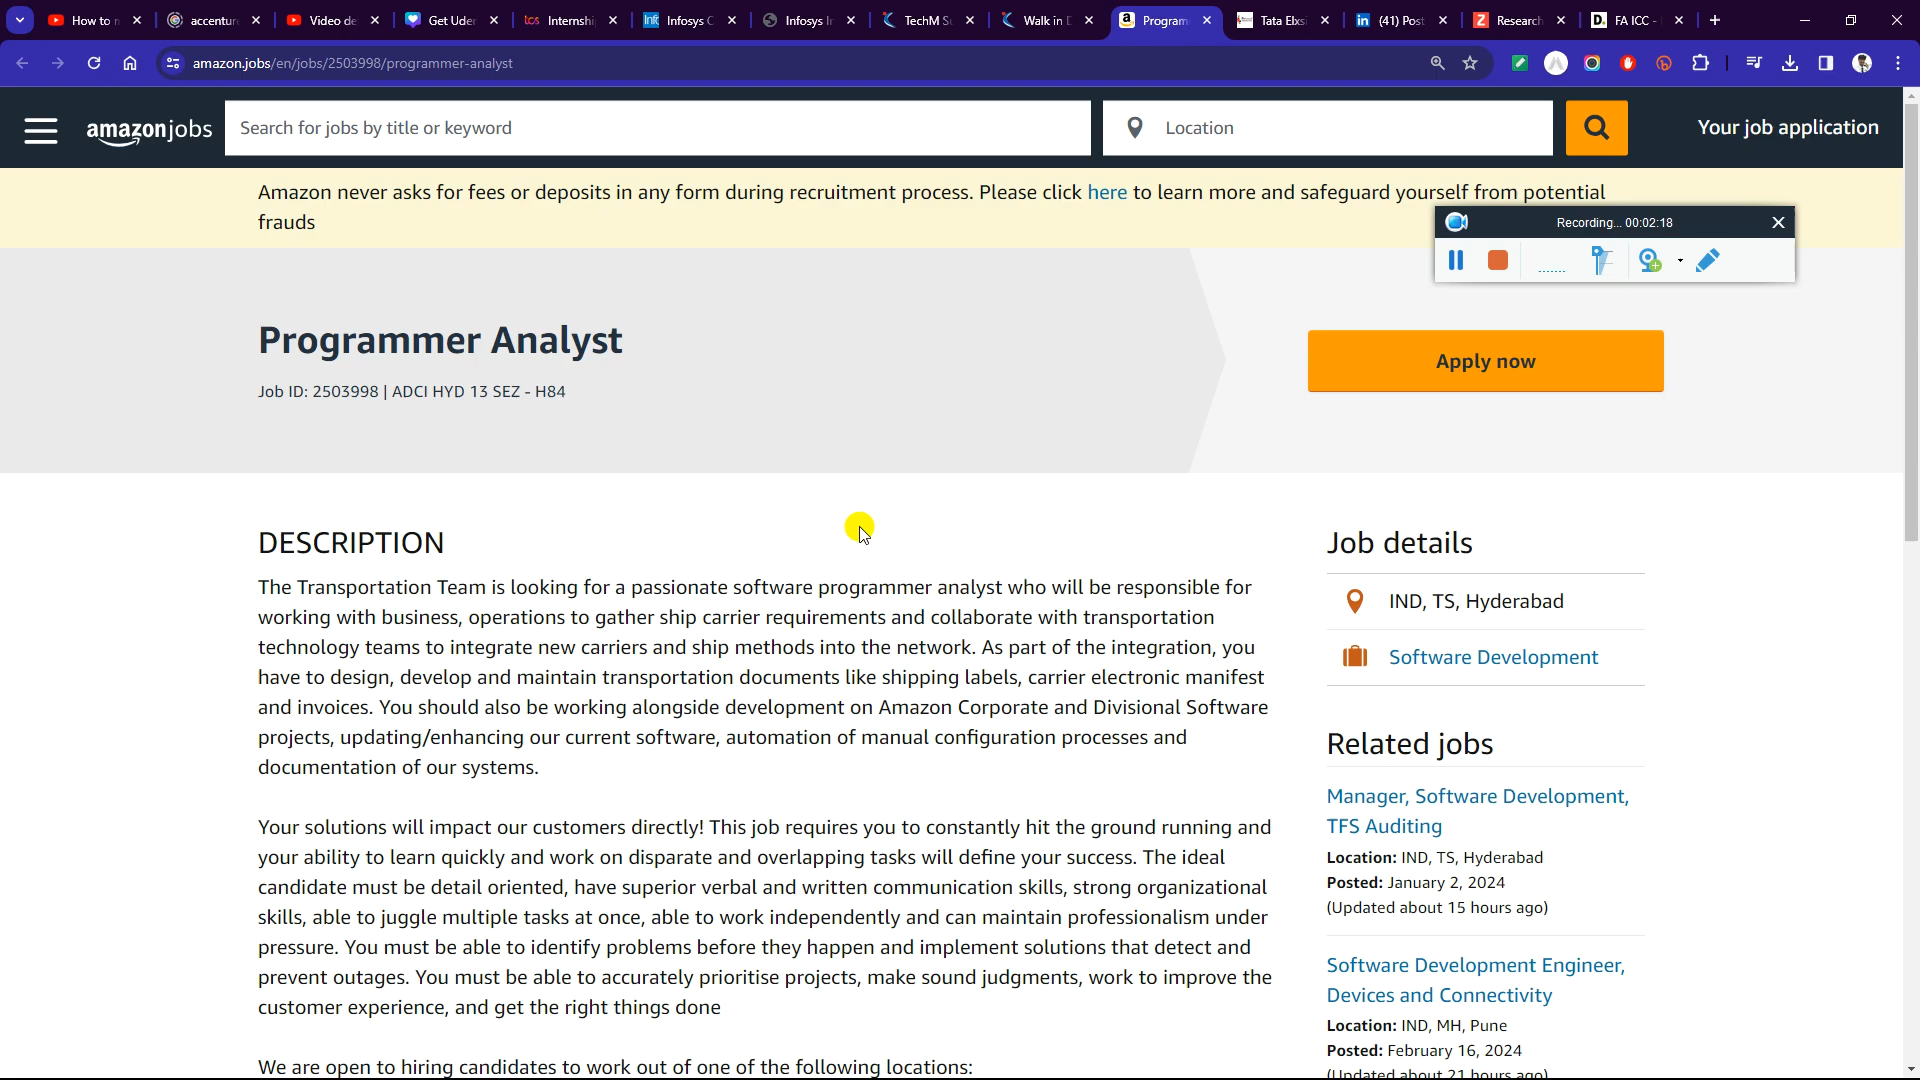 How to
accentur
Video de
Get Uder
tcs Internshi
Infosys C
Infosys Ir
TechM S
Walk in D
Program
Tata Elxsi
(41) Post
Research
FA ICC -
amazon.jobs/en/jobs/2503998/programmer-analyst
amazonjobs
Search for jobs by title or keyword
Location
Your job application
Amazon never asks for fees or deposits in any form during recruitment process. Please click here to learn more and safeguard yourself from potential
frauds
Recording... 00:02:18
Programmer Analyst
Job ID: 2503998 | ADCI HYD 13 SEZ - H84
Apply now
DESCRIPTION
The Transportation Team is looking for a passionate software programmer analyst who will be responsible for
working with business, operations to gather ship carrier requirements and collaborate with transportation
technology teams to integrate new carriers and ship methods into the network. As part of the integration, you
have to design, develop and maintain transportation documents like shipping labels, carrier electronic manifest
and invoices. You should also be working alongside development on Amazon Corporate and Divisional Software
projects, updating/enhancing our current software, automation of manual configuration processes and
documentation of our systems.
Your solutions will impact our customers directly! This job requires you to constantly hit the ground running and
your ability to learn quickly and work on disparate and overlapping tasks will define your success. The ideal
candidate must be detail oriented, have superior verbal and written communication skills, strong organizational
skills, able to juggle multiple tasks at once, able to work independently and can maintain professionalism under
pressure. You must be able to identify problems before they happen and implement solutions that detect and
prevent outages. You must be able to accurately prioritise projects, make sound judgments, work to improve the
customer experience, and get the right things done
We are open to hiring candidates to work out of one of the following locations:
Job details
IND, TS, Hyderabad
Software Development
Related jobs
Manager, Software Development,
TFS Auditing
Location: IND, TS, Hyderabad
Posted: January 2, 2024
(Updated about 15 hours ago)
Software Development Engineer,
Devices and Connectivity
Location: IND, MH, Pune
Posted: February 16, 2024
(Updated about 21 hours ago)